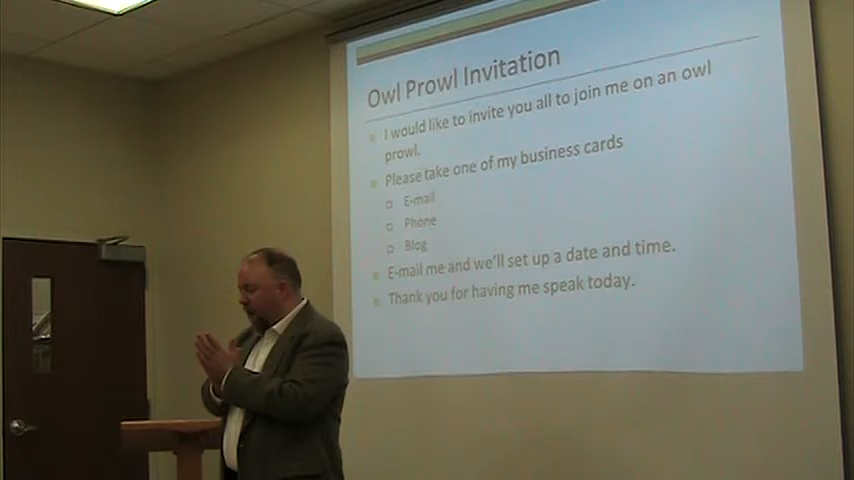 Owl Prowl Invitation
I would like to invite you all to join me on an owl
prowl.
Please take one of my business cards
E-mail
Phone
Blog
E-mail me and we'll set up a date and time.
Thank you for having me speak today.